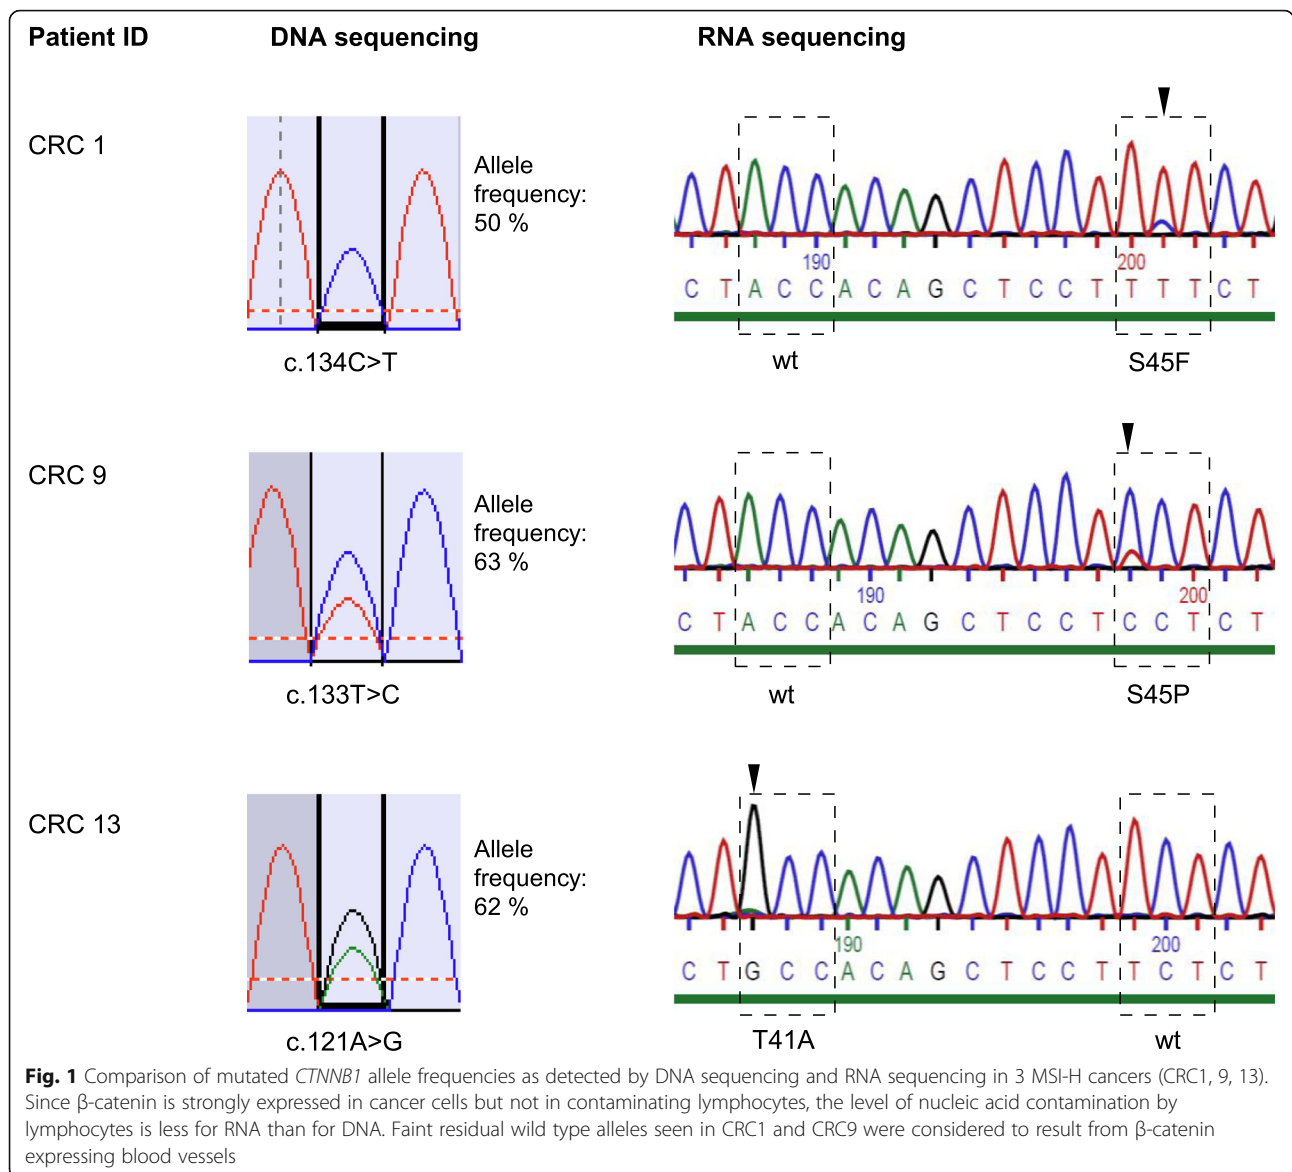 Patient ID DNA sequencing RNA sequencing
CRC 1
Allele
frequency:
50 %
190 200
C T A C C A C A G C T C C T T T T C T
c.134C>T wt S45F
CRC 9
Allele
frequency:
63 %
190 200
C T A C C A C A G C T C C T C C T C T
c.133T>C wt S45P
CRC 13
Allele
frequency:
62 %
190 200
C T G C C A C A G C T C C T T C T C T
c.121A>G T41A wt
Fig. 1 Comparison of mutated CTNNB1 allele frequencies as detected by DNA sequencing and RNA sequencing in 3 MSI-H cancers (CRC1, 9, 13).
Since β-catenin is strongly expressed in cancer cells but not in contaminating lymphocytes, the level of nucleic acid contamination by
lymphocytes is less for RNA than for DNA. Faint residual wild type alleles seen in CRC1 and CRC9 were considered to result from β-catenin
expressing blood vessels